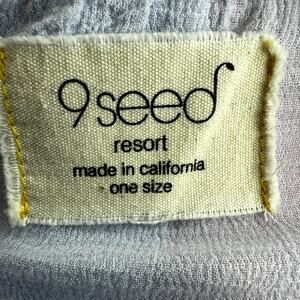 9seed
resort
made in california
one size